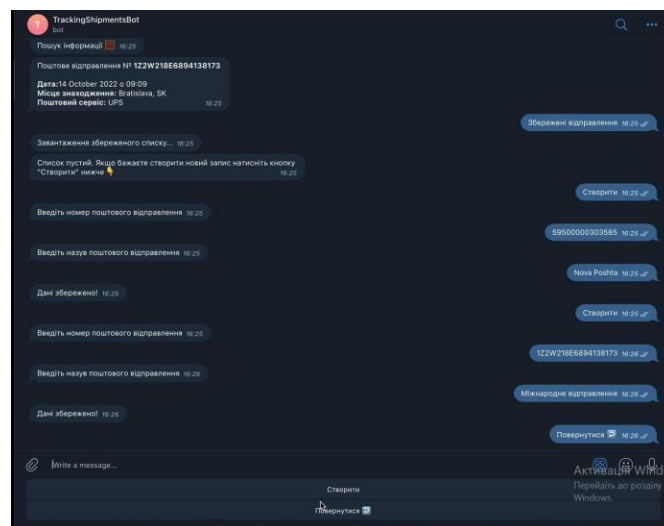 TrackingShipmentsBot
bot
Пошук інформації 16:25
Поштове відправлення № 1Z2W218E6894138173
Дата:14 October 2022 о 09:09
Місце знаходження: Bratislava, SK
Поштовий сервіс: UPS 16:25
Збережені відправлення 16:25
Завантаження збереженого списку... 16:25
Список пустий. Якщо бажаєте створити новий запис натисніть кнопку
"Створити" нижче 👇 16:25
Створити 16:25
Введіть номер поштового відправлення 16:25
59500000303585 16:25
Введіть назув поштового відправлення 16:25
Nova Poshta 16:25
Дані збережено! 16:25
Створити 16:25
Введіть номер поштового відправлення 16:25
1Z2W218E6894138173 16:26
Введіть назув поштового відправлення 16:26
Міжнародне відправлення 16:26
Дані збережено! 16:26
Повернутися 16:26
Write a message...
Створити
Повернутися
Активація Wind
Перейдіть до розділу
Windows.